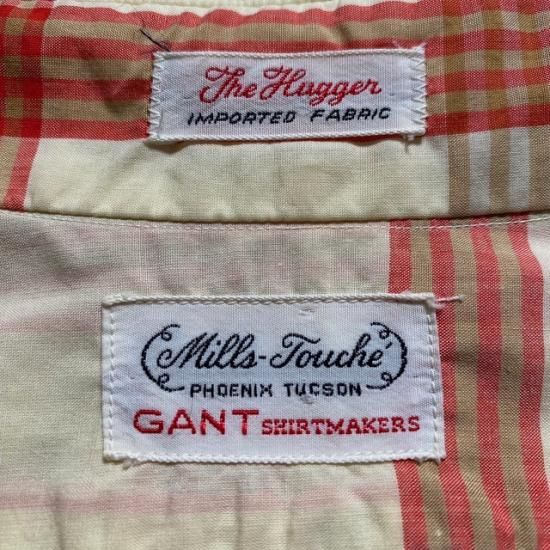 The Hugger
IMPORTED FABRIC
Mills-Touché
PHOENIX TUCSON
GANT SHIRTMAKERS